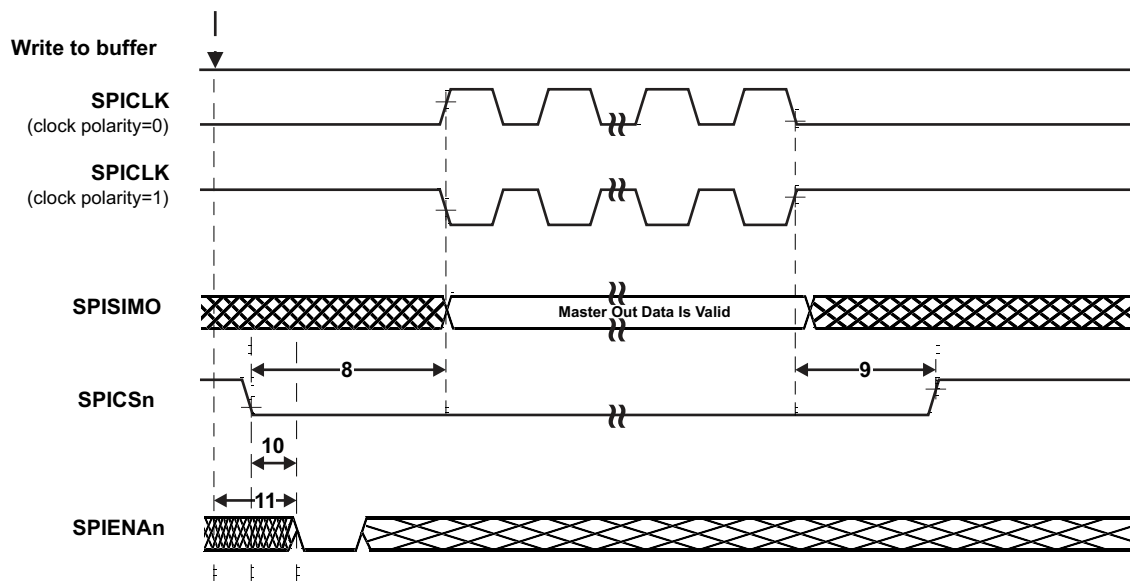 Write to buffer
SPICLK
(clock polarity=0)
SPICLK
(clock polarity=1)
SPISIMO
Master Out Data Is Valid
8
9
SPICSn
10
11
SPIENAn